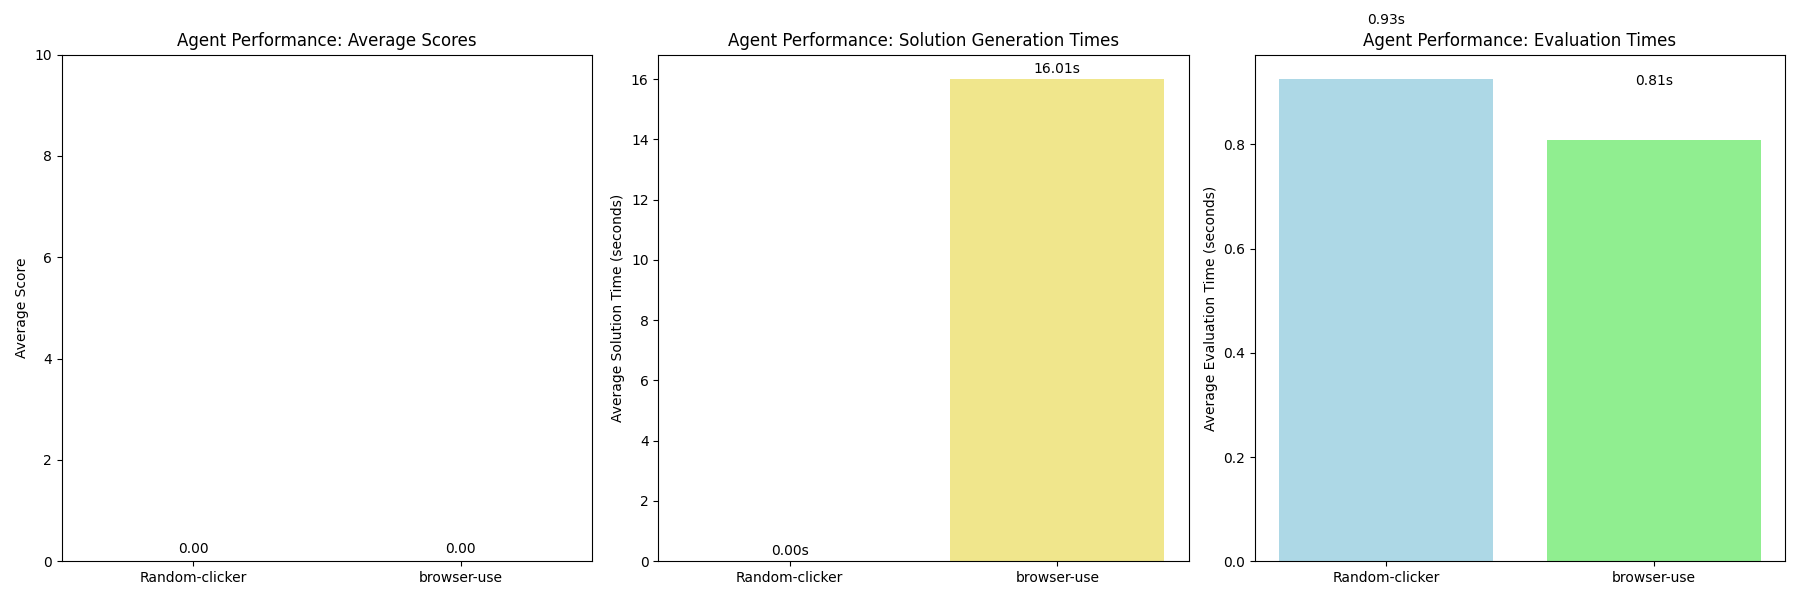 Agent Performance: Average Scores
Average Score
10
8
6
4
2
0
0.00
0.00
Random-clicker
browser-use
Agent Performance: Solution Generation Times
Average Solution Time (seconds)
16
14
12
10
8
6
4
2
0
0.00s
16.01s
Random-clicker
browser-use
0.93s
Agent Performance: Evaluation Times
Average Evaluation Time (seconds)
0.8
0.6
0.4
0.2
0.0
0.81s
Random-clicker
browser-use